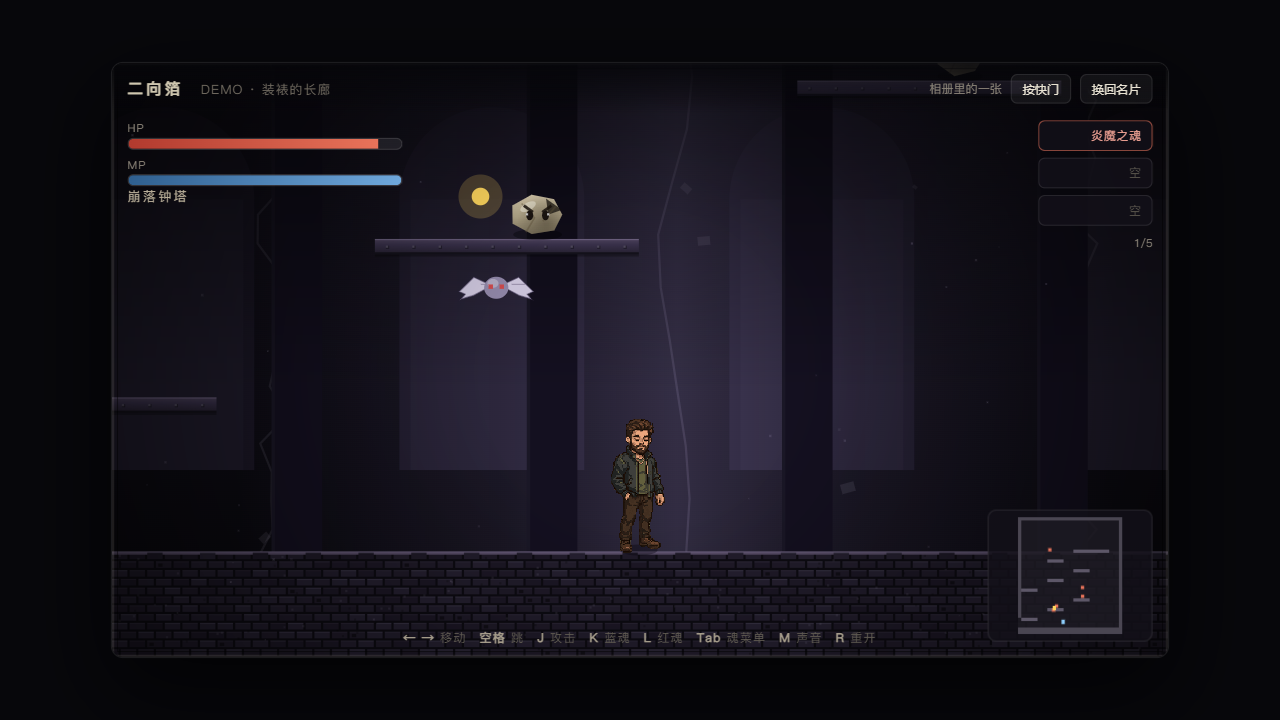 二向箔 DEMO · 装裱的长廊
相册里的一张 按快门 换回名片
HP
MP
崩落钟塔
炎魔之魂
空
空
1/5
← → 移动 空格 跳 J 攻击 K 蓝魂 L 红魂 Tab 魂菜单 M 声音 R 重开